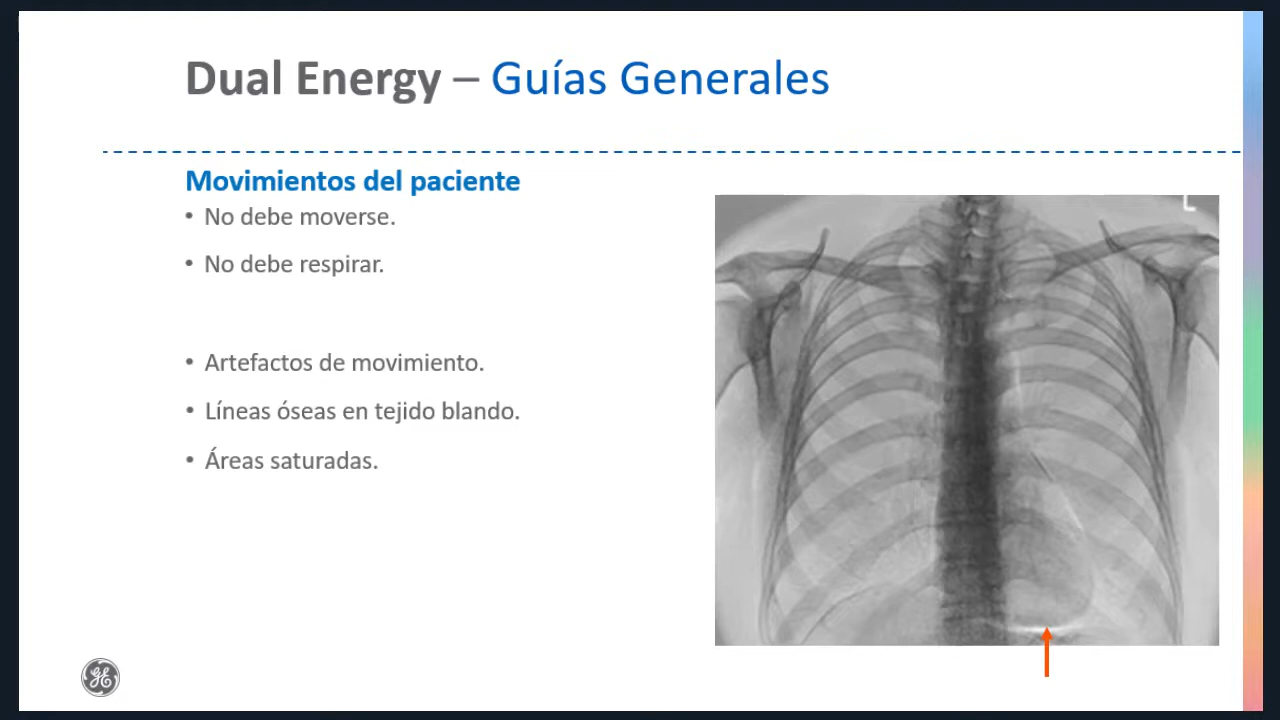 Dual Energy – Guías Generales
Movimientos del paciente
• No debe moverse.
• No debe respirar.
• Artefactos de movimiento.
• Líneas óseas en tejido blando.
• Áreas saturadas.
L
GE